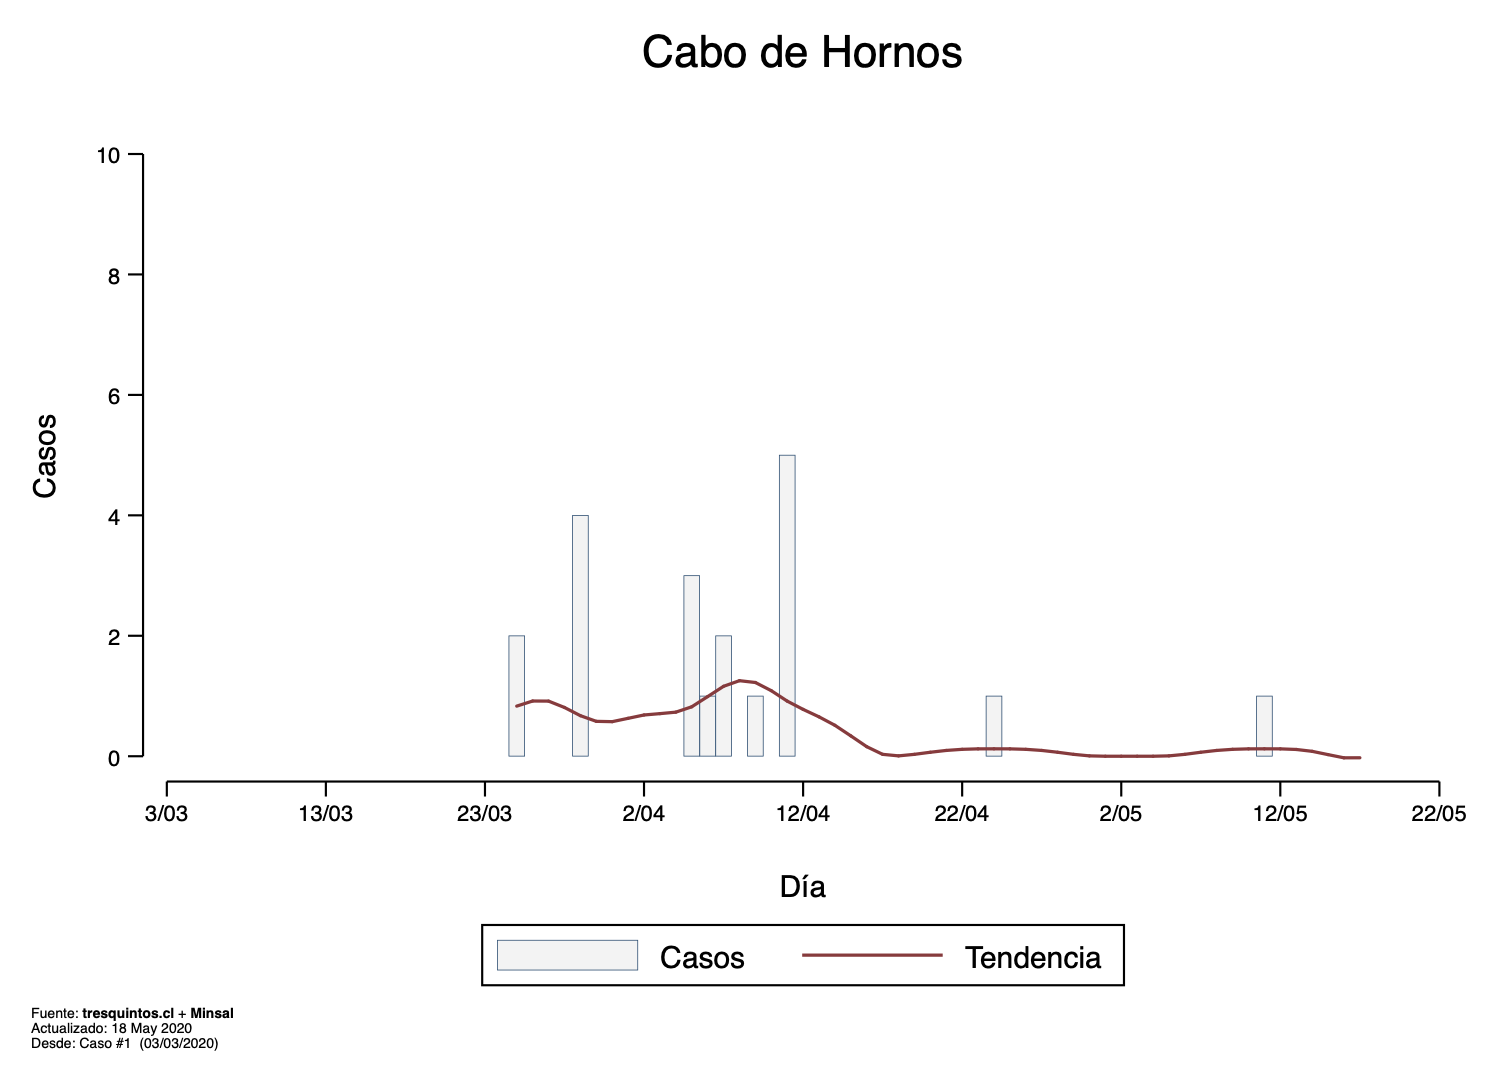 Cabo de Hornos
10
8
6
4
2
0
Casos
3/03 13/03 23/03 2/04 12/04 22/04 2/05 12/05 22/05
Día
Casos Tendencia
Fuente: tresquintos.cl + Minsal
Actualizado: 18 May 2020
Desde: Caso #1 (03/03/2020)